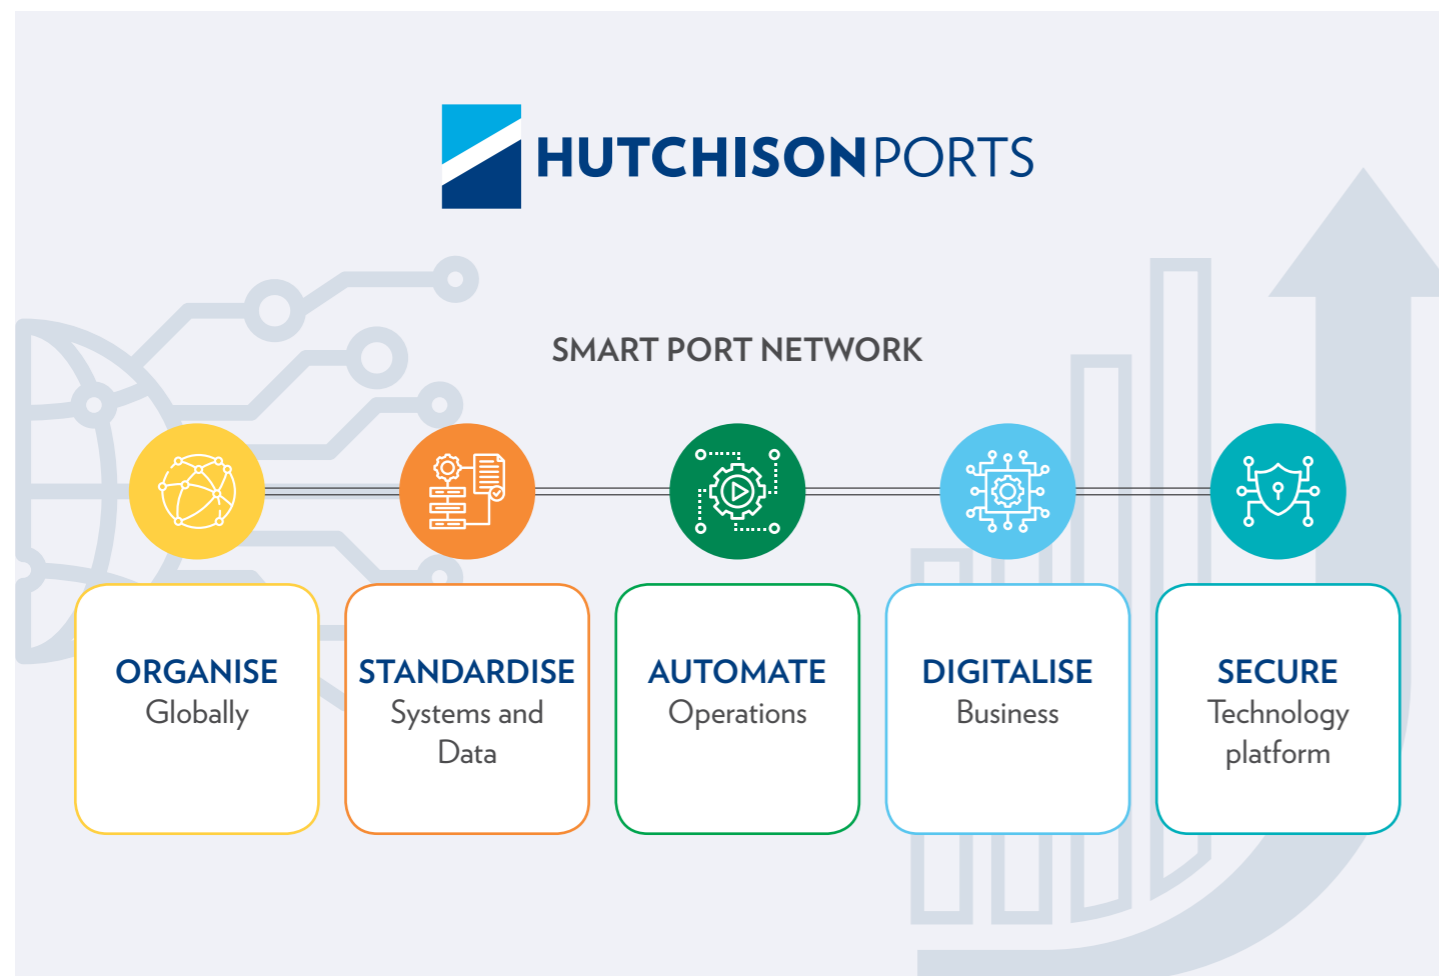 HUTCHISONPORTS
SMART PORT NETWORK
ORGANISE
Globally
STANDARDISE
Systems and
Data
AUTOMATE
Operations
DIGITALISE
Business
SECURE
Technology
platform